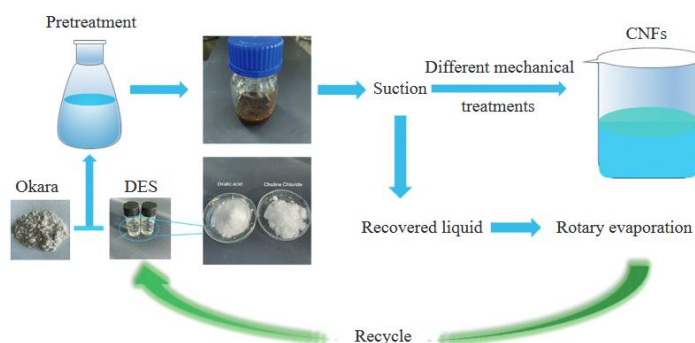 Pretreatment
CNFs
Suction
Different mechanical
treatments
Okara
DES
Oxalic acid
Choline Chloride
Recovered liquid
Rotary evaporation
Recycle